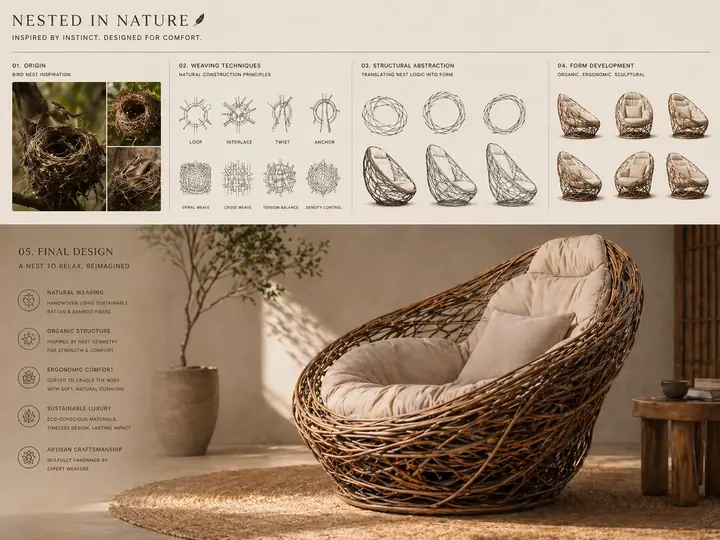 NESTED IN NATURE
INSPIRED BY INSTINCT. DESIGNED FOR COMFORT.
01. ORIGIN
BIRD NEST INSPIRATION
02. WEAVING TECHNIQUES
NATURAL CONSTRUCTION PRINCIPLES
LOOP
INTERLACE
TWIST
ANCHOR
SPIRAL WEAVE
CROSS WEAVE
TENSION BALANCE
DENSITY CONTROL
03. STRUCTURAL ABSTRACTION
TRANSLATING NEST LOGIC INTO FORM
04. FORM DEVELOPMENT
ORGANIC. ERGONOMIC. SCULPTURAL
05. FINAL DESIGN
A NEST TO RELAX, REIMAGINED
NATURAL WEAVING
HANDWOVEN USING SUSTAINABLE
RATTAN & BAMBOO FIBERS
ORGANIC STRUCTURE
INSPIRED BY NEST GEOMETRY
FOR STRENGTH & COMFORT
ERGONOMIC COMFORT
CURVED TO CRADLE THE BODY
WITH SOFT, NATURAL CUSHIONS
SUSTAINABLE LUXURY
ECO-CONSCIOUS MATERIALS,
TIMELESS DESIGN, LASTING IMPACT
ARTISAN CRAFTSMANSHIP
SKILFULLY HANDMADE BY
EXPERT WEAVERS